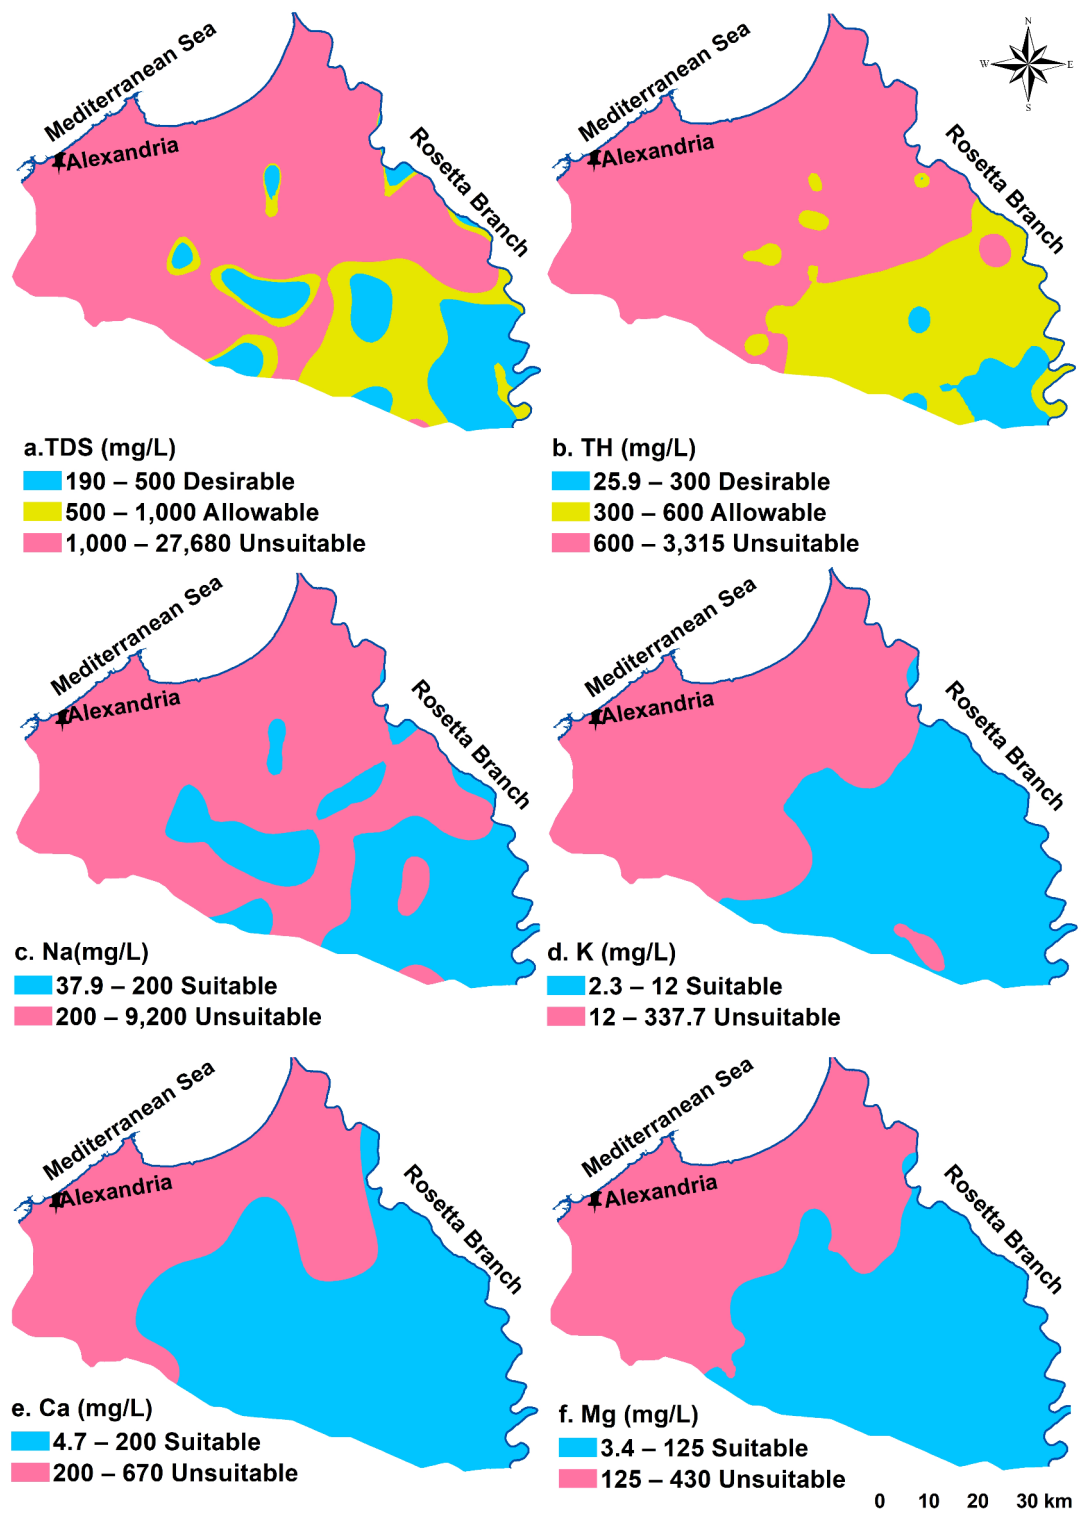 Mediterranean Sea
Alexandria
Rosetta Branch
a.TDS (mg/L)
190 – 500 Desirable
500 – 1,000 Allowable
1,000 – 27,680 Unsuitable
Mediterranean Sea
Alexandria
Rosetta Branch
N
W
E
S
b. TH (mg/L)
25.9 – 300 Desirable
300 – 600 Allowable
600 – 3,315 Unsuitable
Mediterranean Sea
Alexandria
Rosetta Branch
c. Na(mg/L)
37.9 – 200 Suitable
200 – 9,200 Unsuitable
Mediterranean Sea
Alexandria
Rosetta Branch
d. K (mg/L)
2.3 – 12 Suitable
12 – 337.7 Unsuitable
Mediterranean Sea
Alexandria
Rosetta Branch
e. Ca (mg/L)
4.7 – 200 Suitable
200 – 670 Unsuitable
Mediterranean Sea
Alexandria
Rosetta Branch
f. Mg (mg/L)
3.4 – 125 Suitable
125 – 430 Unsuitable
0 10 20 30 km